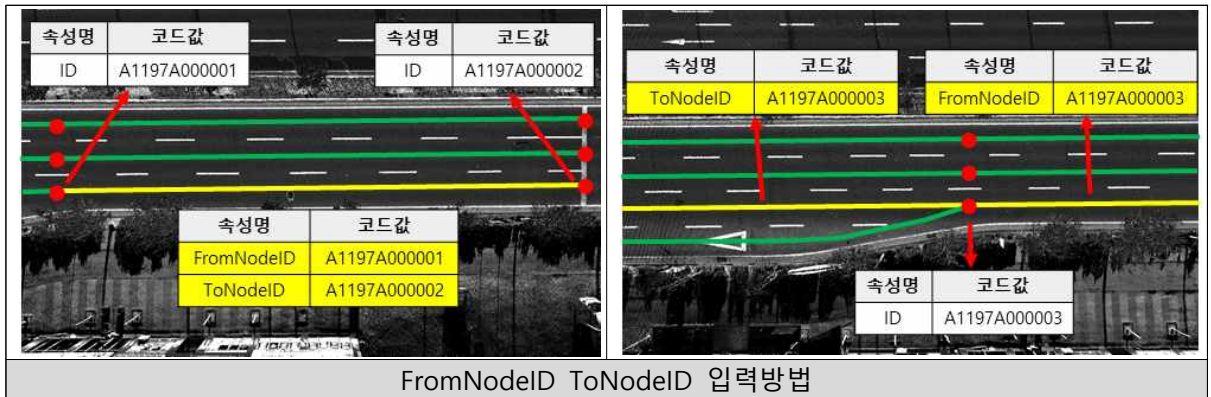 속성명 코드값
ID A1197A000001
속성명 코드값
ID A1197A000002
속성명 코드값
FromNodeID A1197A000001
ToNodeID A1197A000002
속성명 코드값
ToNodeID A1197A000003
속성명 코드값
FromNodeID A1197A000003
속성명 코드값
ID A1197A000003
FromNodeID ToNodeID 입력방법